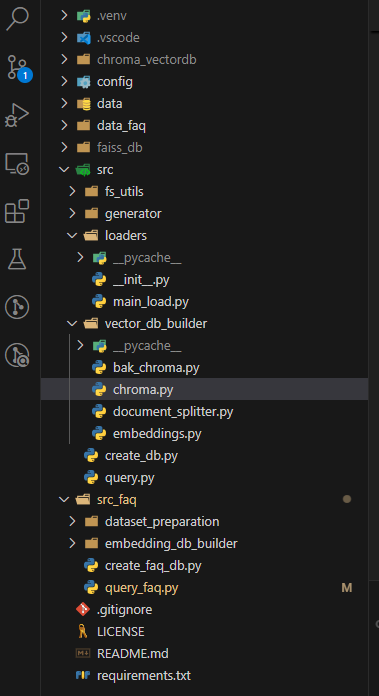 .venv
.vscode
chroma_vectordb
1
config
data
data_faq
faiss_db
src
fs_utils
generator
loaders
__pycache__
__init__.py
main_load.py
vector_db_builder
__pycache__
bak_chroma.py
chroma.py
document_splitter.py
embeddings.py
create_db.py
query.py
src_faq
dataset_preparation
embedding_db_builder
create_faq_db.py
query_faq.py M
.gitignore
LICENSE
README.md
requirements.txt